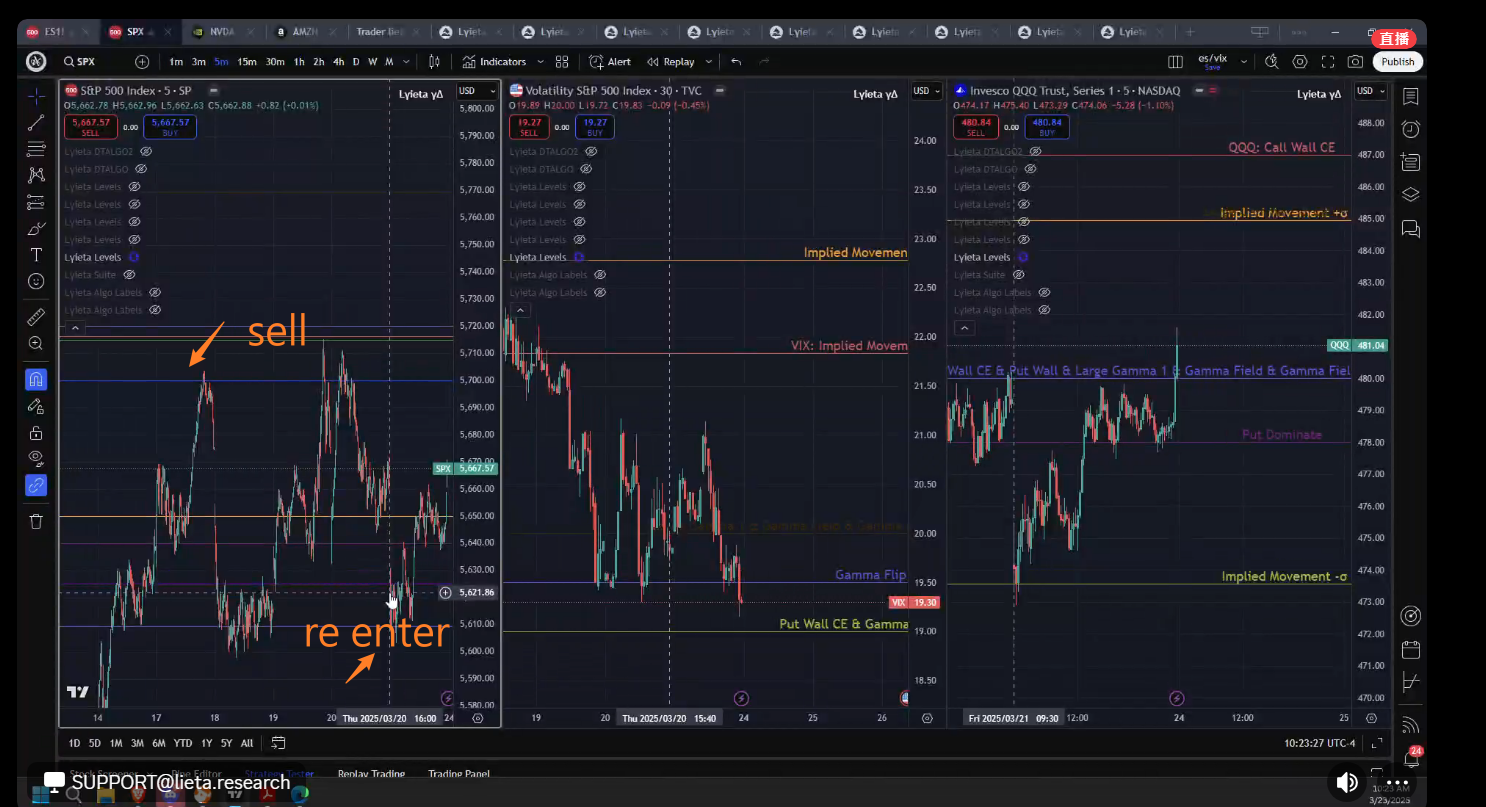 ES1!
SPX
NVDA
AMZN
Trader lie
Lyieta
Lyieta
Lyieta
Lyieta
Lyieta
Lyieta
Lyieta
Lyieta
Lyieta
直播
SPX
1m 3m 5m 15m 30m 1h 2h 4h D W M
Indicators
Alert
Replay
es/vix
Save
Publish
S&P 500 Index · 5 · SP
O5,662.78 H5,662.96 L5,662.63 C5,662.88 +0.82 (+0.01%)
5,667.57
SELL
0.00
5,667.57
BUY
Lyieta γΔ
USD
Lyieta DTALGO2
Lyieta DTALGO
Lyieta Levels
Lyieta Levels
Lyieta Levels
Lyieta Levels
Lyieta Levels
Lyieta Suite
Lyieta Algo Labels
Lyieta Algo Labels
sell
re enter
5,800.00
5,790.00
5,780.00
5,770.00
5,760.00
5,750.00
5,740.00
5,730.00
5,720.00
5,710.00
5,700.00
5,690.00
5,680.00
5,670.00
SPX 5,667.57
5,660.00
5,650.00
5,640.00
5,630.00
5,621.86
5,610.00
5,600.00
5,590.00
5,580.00
14 17 18 19 20 Thu 2025/03/20 16:00 24
Volatility S&P 500 Index · 30 · TVC
O19.89 H20.00 L19.72 C19.83 −0.09 (−0.45%)
19.27
SELL
0.00
19.27
BUY
Lyieta γΔ
USD
Lyieta DTALGO2
Lyieta DTALGO
Lyieta Levels
Lyieta Levels
Lyieta Levels
Lyieta Levels
Lyieta Levels
Lyieta Algo Labels
Lyieta Algo Labels
Implied Movemen
VIX: Implied Movem
Gamma Flip
Put Wall CE & Gamma
24.00
23.50
23.00
22.50
22.00
21.50
21.00
20.50
20.00
19.50
VIX 19.30
19.00
18.50
19 20 Thu 2025/03/20 15:40 24 25 26
Invesco QQQ Trust, Series 1 · 5 · NASDAQ
O474.17 H475.40 L473.29 C474.06 −5.28 (−1.10%)
480.84
SELL
0.00
480.84
BUY
Lyieta γΔ
USD
Lyieta DTALGO2
Lyieta DTALGO
Lyieta Levels
Lyieta Levels
Lyieta Levels
Lyieta Levels
Lyieta Levels
Lyieta Suite
Lyieta Algo Labels
Lyieta Algo Labels
QQQ: Call Wall CE
Implied Movement +σ
Wall CE & Put Wall & Large Gamma 1 & Gamma Field & Gamma Fiel
Put Dominate
Implied Movement -σ
488.00
487.00
486.00
485.00
484.00
483.00
482.00
QQQ 481.04
480.00
479.00
478.00
477.00
476.00
475.00
474.00
473.00
472.00
471.00
470.00
Fri 2025/03/21 09:30 12:00 24 12:00 25
1D 5D 1M 3M 6M YTD 1Y 5Y All
10:23:27 UTC-4
24
Pine Editor Strategy Tester Replay Trading Trading Panel
SUPPORT@lieta.research
10:23 AM